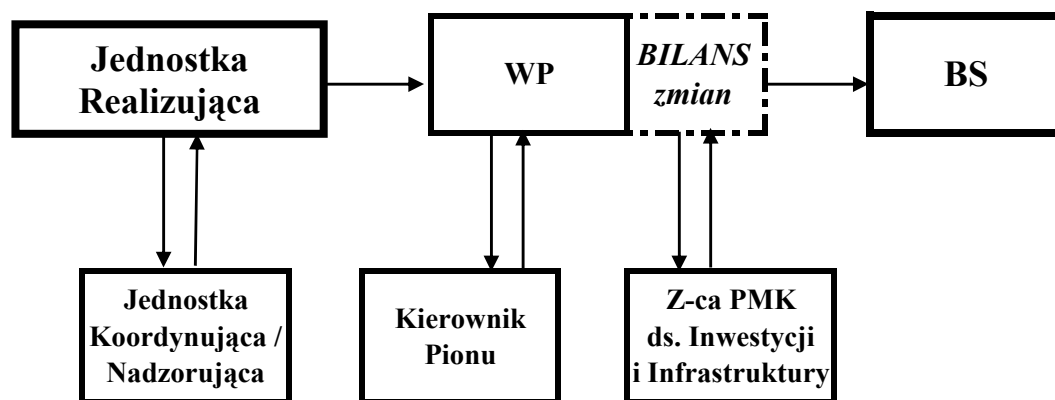 Jednostka
Realizująca
WP
BILANS
zmian
BS
Jednostka
Koordynująca /
Nadzorująca
Kierownik
Pionu
Z-ca PMK
ds. Inwestycji
i Infrastruktury